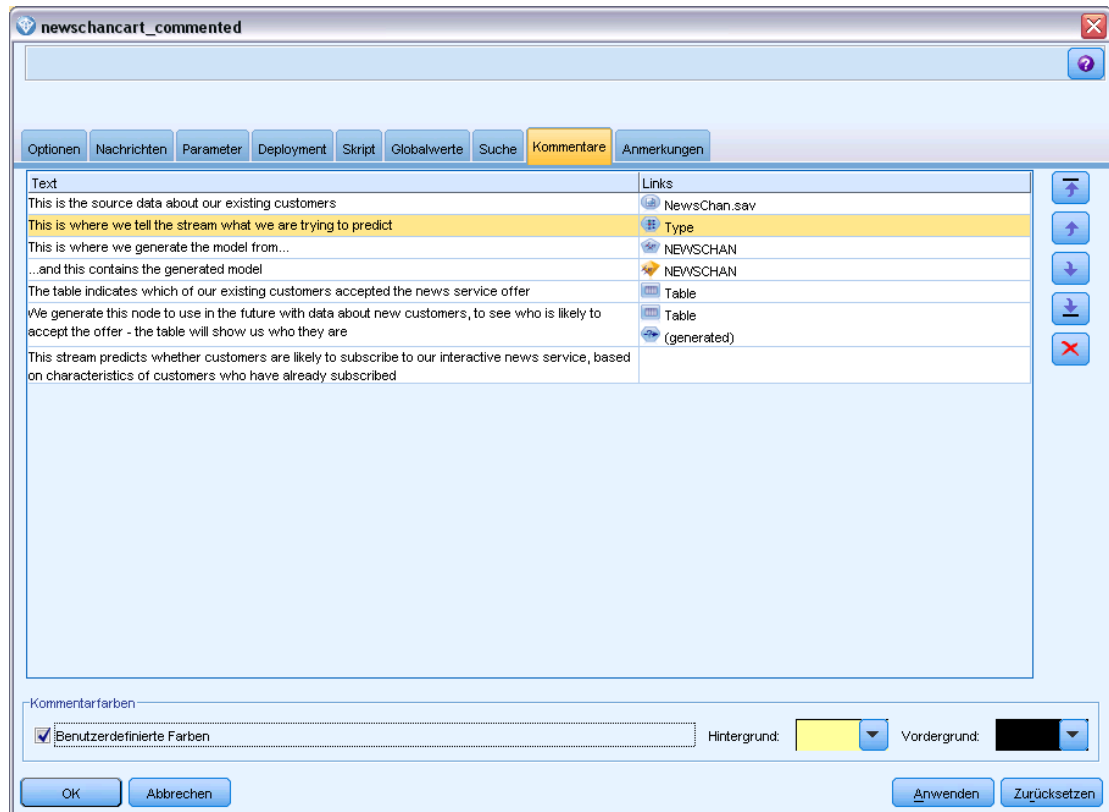 newschancart_commented
Optionen Nachrichten Parameter Deployment Skript Globalwerte Suche Kommentare Anmerkungen
Text Links
This is the source data about our existing customers NewsChan.sav
This is where we tell the stream what we are trying to predict Type
This is where we generate the model from... NEWSCHAN
...and this contains the generated model NEWSCHAN
The table indicates which of our existing customers accepted the news service offer Table
We generate this node to use in the future with data about new customers, to see who is likely to Table
accept the offer - the table will show us who they are (generated)
This stream predicts whether customers are likely to subscribe to our interactive news service, based
on characteristics of customers who have already subscribed
Kommentarfarben
Benutzerdefinierte Farben Hintergrund: Vordergrund:
OK Abbrechen Anwenden Zurücksetzen